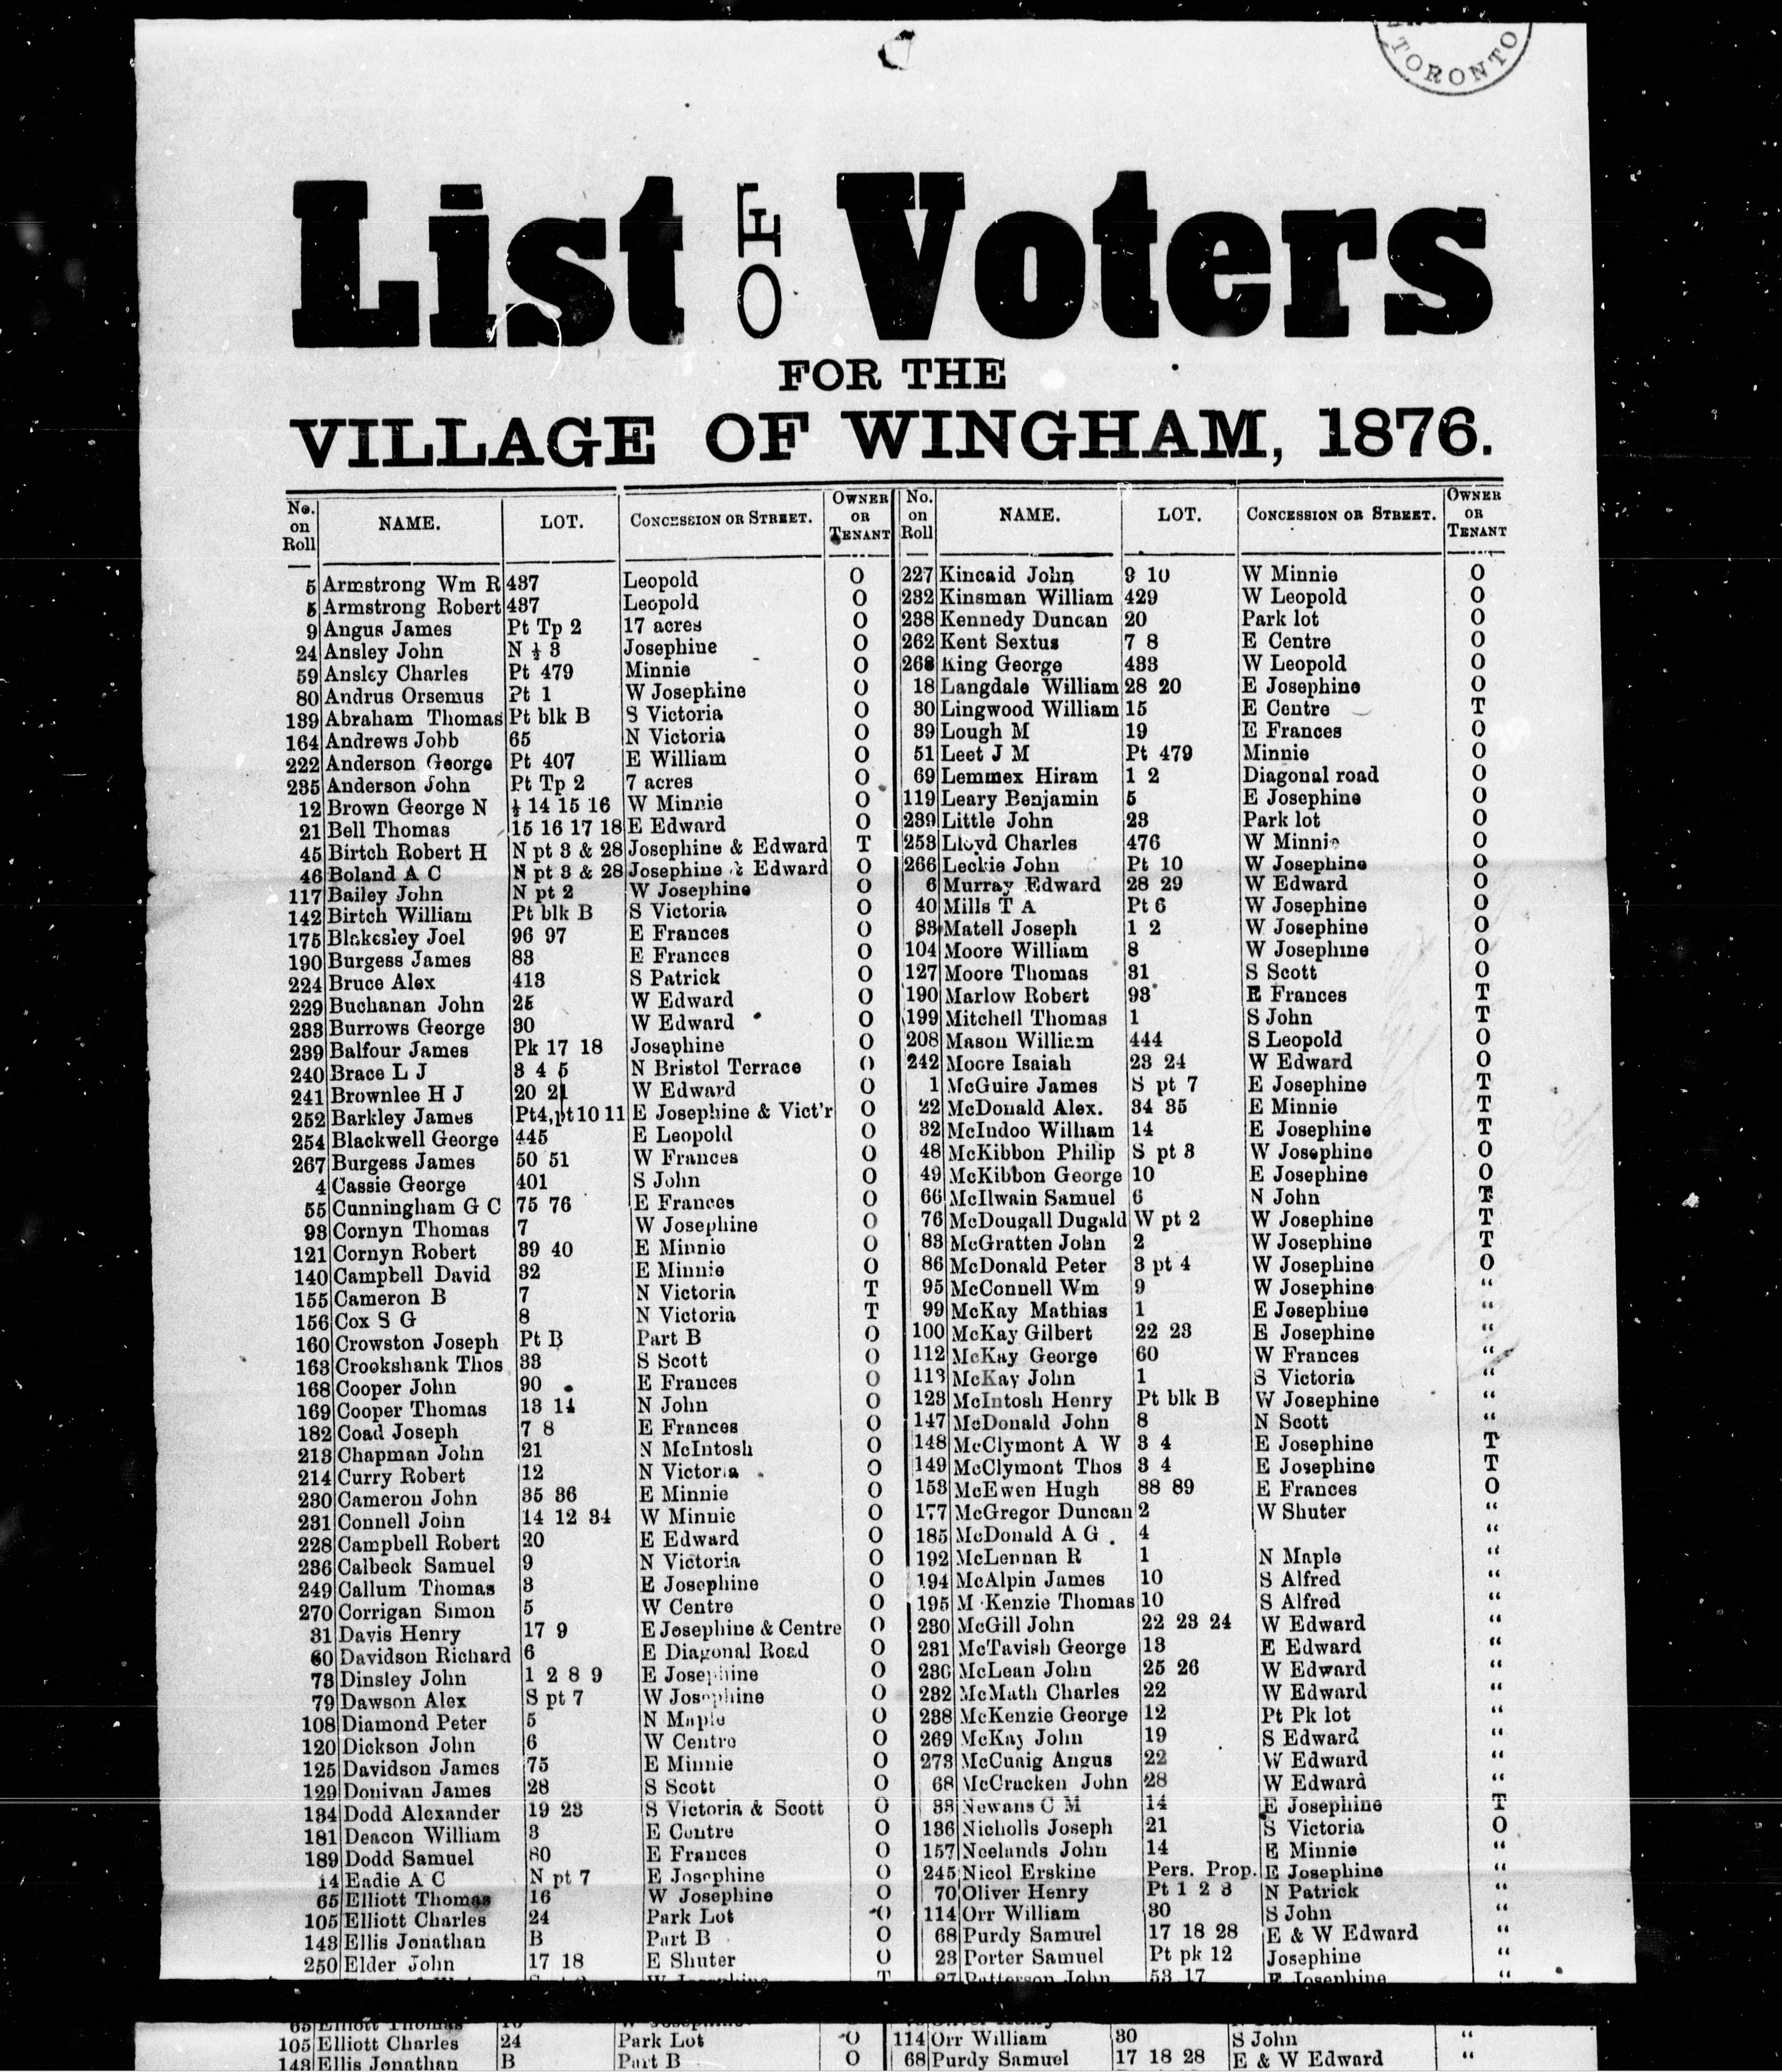 TORONTO
List OF Voters
FOR THE
VILLAGE OF WINGHAM, 1876.
No. on Roll NAME. LOT. CONCESSION OR STREET. OWNER OR TENANT
5 Armstrong Wm R 437 Leopold O
5 Armstrong Robert 437 Leopold O
9 Angus James Pt Tp 2 17 acres O
24 Ansley John N ½ 3 Josephine O
59 Ansley Charles Pt 479 Minnie O
80 Andrus Orsemus Pt 1 W Josephine O
139 Abraham Thomas Pt blk B S Victoria O
164 Andrews Jobb 65 N Victoria O
222 Anderson George Pt 407 E William O
235 Anderson John Pt Tp 2 7 acres O
12 Brown George N ½ 14 15 16 W Minnie O
21 Bell Thomas 15 16 17 18 E Edward O
45 Birtch Robert H N pt 3 & 28 Josephine & Edward T
46 Boland A C N pt 3 & 28 Josephine & Edward O
117 Bailey John N pt 2 W Josephine O
142 Birtch William Pt blk B S Victoria O
175 Blakesley Joel 96 97 E Frances O
190 Burgess James 83 E Frances O
224 Bruce Alex 413 S Patrick O
229 Buchanan John 25 W Edward O
233 Burrows George 30 W Edward O
239 Balfour James Pk 17 18 Josephine O
240 Brace L J 3 4 5 N Bristol Terrace O
241 Brownlee H J 20 21 W Edward O
252 Barkley James Pt4,pt10 11 E Josephine & Vict'r O
254 Blackwell George 445 E Leopold O
267 Burgess James 50 51 W Frances O
4 Cassie George 401 S John O
55 Cunningham G C 75 76 E Frances O
93 Cornyn Thomas 7 W Josephine O
121 Cornyn Robert 39 40 E Minnie O
140 Campbell David 32 E Minnie O
155 Cameron B 7 N Victoria T
156 Cox S G 8 N Victoria T
160 Crowston Joseph Pt B Part B O
163 Crookshank Thos 33 S Scott O
168 Cooper John 90 E Frances O
169 Cooper Thomas 13 14 N John O
182 Coad Joseph 7 8 E Frances O
213 Chapman John 21 N McIntosh O
214 Curry Robert 12 N Victoria O
230 Cameron John 35 36 E Minnie O
231 Connell John 14 12 34 W Minnie O
228 Campbell Robert 20 E Edward O
236 Calbeck Samuel 9 N Victoria O
249 Callum Thomas 3 E Josephine O
270 Corrigan Simon 5 W Centre O
31 Davis Henry 17 9 E Josephine & Centre O
60 Davidson Richard 6 E Diagonal Road O
73 Dinsley John 1 2 8 9 E Josephine O
79 Dawson Alex S pt 7 W Josephine O
108 Diamond Peter 5 N Maple O
120 Dickson John 6 W Centre O
125 Davidson James 75 E Minnie O
129 Donivan James 28 S Scott O
134 Dodd Alexander 19 23 S Victoria & Scott O
181 Deacon William 3 E Centre O
189 Dodd Samuel 80 E Frances O
14 Eadie A C N pt 7 E Josephine O
65 Elliott Thomas 16 W Josephine O
105 Elliott Charles 24 Park Lot O
143 Ellis Jonathan B Part B O
250 Elder John 17 18 E Shuter O
No. on Roll NAME. LOT. CONCESSION OR STREET. OWNER OR TENANT
227 Kincaid John 9 10 W Minnie O
232 Kinsman William 429 W Leopold O
238 Kennedy Duncan 20 Park lot O
262 Kent Sextus 7 8 E Centre O
268 King George 433 W Leopold O
18 Langdale William 28 20 E Josephine O
30 Lingwood William 15 E Centre T
39 Lough M 19 E Frances O
51 Leet J M Pt 479 Minnie O
69 Lemmex Hiram 1 2 Diagonal road O
119 Leary Benjamin 5 E Josephine O
239 Little John 23 Park lot O
253 Lloyd Charles 476 W Minnie O
266 Leckie John Pt 10 W Josephine O
6 Murray Edward 28 29 W Edward O
40 Mills T A Pt 6 W Josephine O
83 Matell Joseph 1 2 W Josephine O
104 Moore William 8 W Josephine O
127 Moore Thomas 31 S Scott O
190 Marlow Robert 93 E Frances T
199 Mitchell Thomas 1 S John T
208 Mason William 444 S Leopold O
242 Moore Isaiah 23 24 W Edward O
1 McGuire James S pt 7 E Josephine T
22 McDonald Alex. 34 35 E Minnie T
32 McIndoo William 14 E Josephine T
48 McKibbon Philip S pt 3 W Josephine O
49 McKibbon George 10 E Josephine O
66 McIlwain Samuel 6 N John T
76 McDougall Dugald W pt 2 W Josephine T
83 McGratten John 2 W Josephine T
86 McDonald Peter 3 pt 4 W Josephine O
95 McConnell Wm 9 W Josephine “
99 McKay Mathias 1 E Josephine “
100 McKay Gilbert 22 23 E Josephine “
112 McKay George 60 W Frances “
113 McKay John 1 S Victoria “
123 McIntosh Henry Pt blk B W Josephine “
147 McDonald John 8 N Scott “
148 McClymont A W 3 4 E Josephine T
149 McClymont Thos 3 4 E Josephine T
153 McEwen Hugh 88 89 E Frances O
177 McGregor Duncan 2 W Shuter “
185 McDonald A G . 4 “
192 McLennan R 1 N Maple “
194 McAlpin James 10 S Alfred “
195 M·Kenzie Thomas 10 S Alfred “
230 McGill John 22 23 24 W Edward “
231 McTavish George 13 E Edward “
236 McLean John 25 26 W Edward “
232 McMath Charles 22 W Edward “
238 McKenzie George 12 Pt Pk lot “
269 McKay John 19 S Edward “
273 McCuaig Angus 22 W Edward “
68 McCracken John 28 W Edward “
38 Newans C M 14 E Josephine T
136 Nicholls Joseph 21 S Victoria O
157 Neelands John 14 E Minnie “
245 Nicol Erskine Pers. Prop. E Josephine “
70 Oliver Henry Pt 1 2 3 N Patrick “
114 Orr William 30 S John “
68 Purdy Samuel 17 18 28 E & W Edward “
23 Porter Samuel Pt pk 12 Josephine “
27 Patterson John 53 17 E Josephine “
65 Elliott Thomas
105 Elliott Charles 24 Park Lot O 114 Orr William 30 S John “
143 Ellis Jonathan B Part B O 68 Purdy Samuel 17 18 28 E & W Edward “